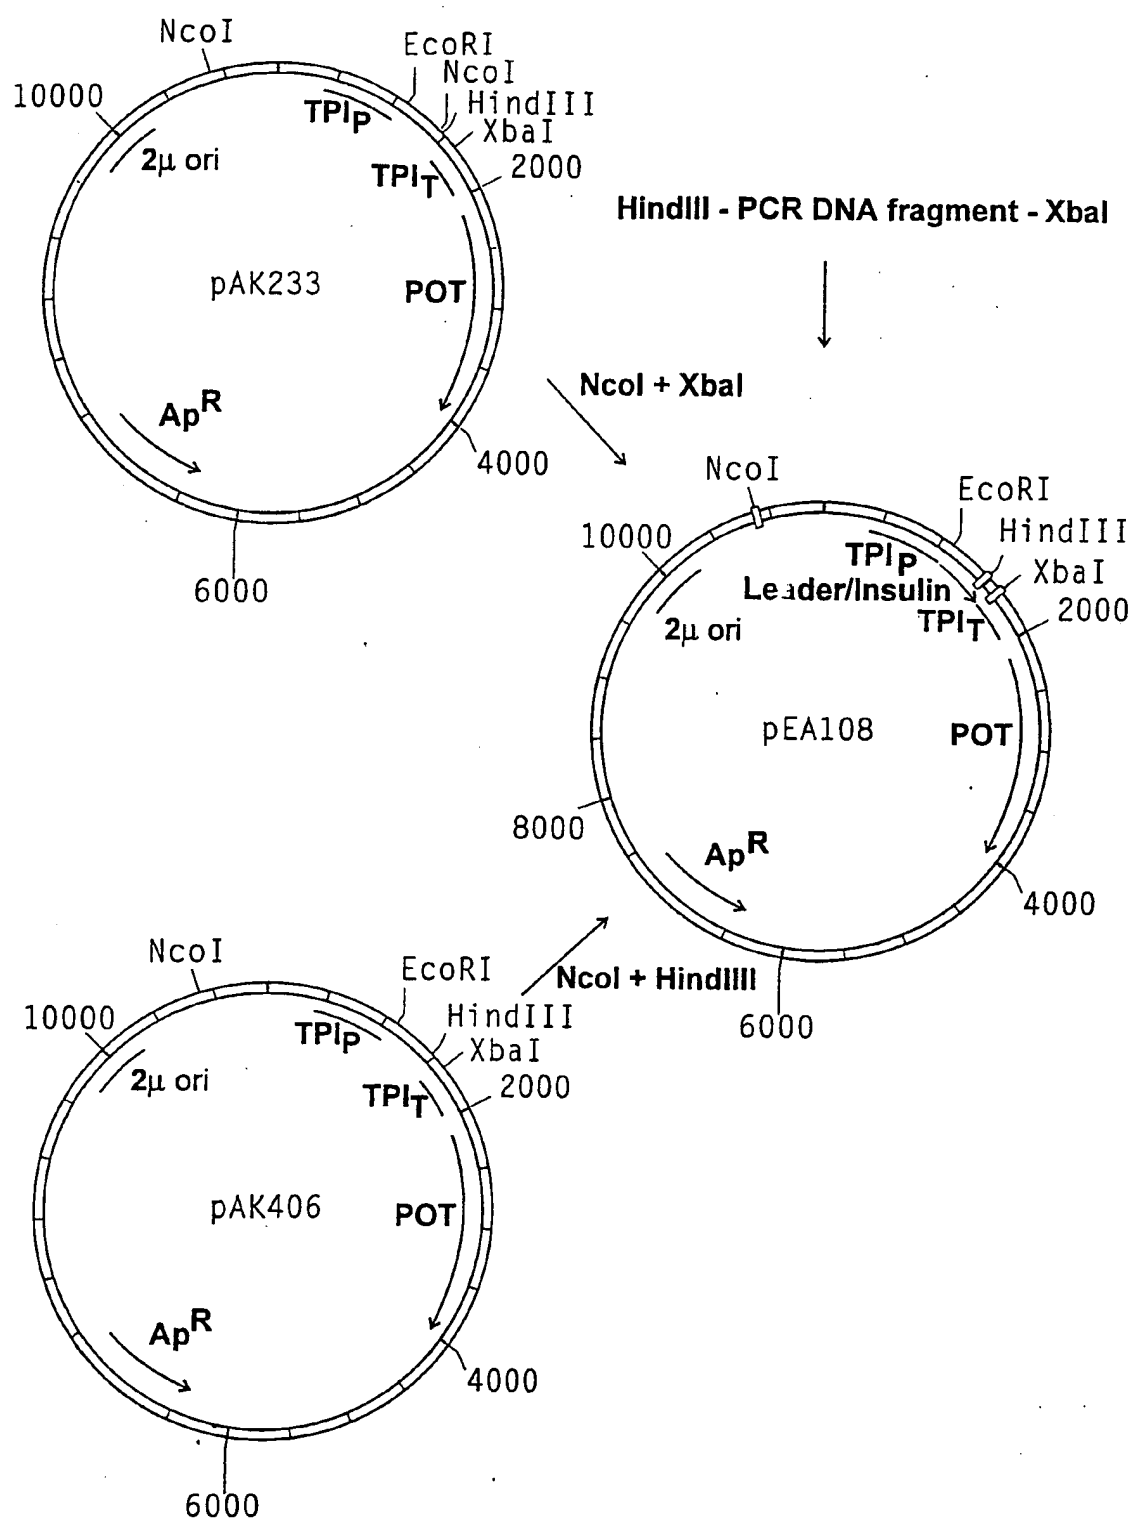 NcoI
EcoRI
NcoI
HindIII
XbaI
10000
TPIP
2μ ori
TPIT
2000
HindIII - PCR DNA fragment - XbaI
pAK233
POT
NcoI + XbaI
ApR
4000
6000
NcoI
EcoRI
HindIII
XbaI
10000
TPIP
Leader/Insulin
2000
TPIT
2μ ori
pEA108
POT
8000
ApR
4000
6000
NcoI + HindIIII
NcoI
EcoRI
HindIII
XbaI
10000
TPIP
2μ ori
TPIT
2000
pAK406
POT
ApR
4000
6000